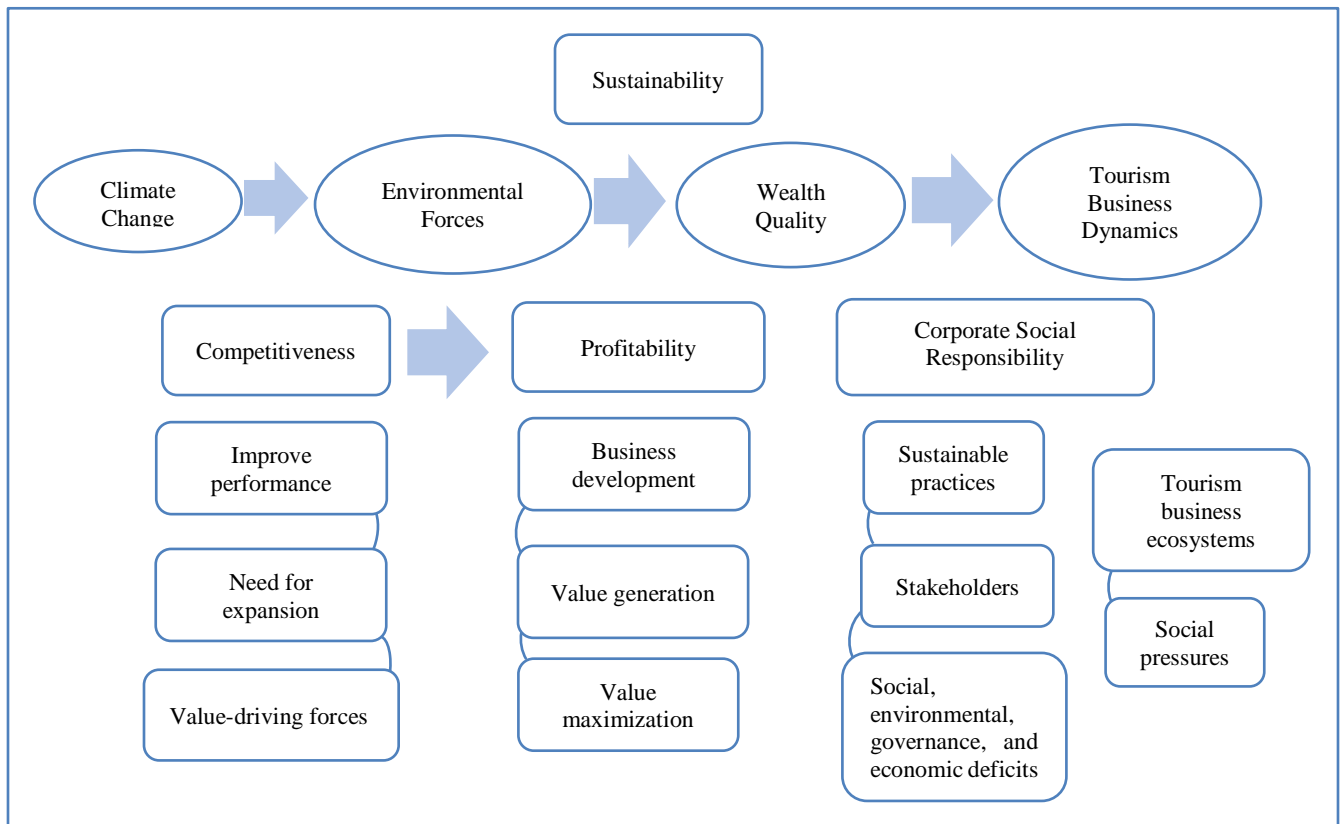 Sustainability
Climate
Change
Environmental
Forces
Wealth
Quality
Tourism
Business
Dynamics
Competitiveness
Profitability
Corporate Social
Responsibility
Improve
performance
Need for
expansion
Value-driving forces
Business
development
Value generation
Value
maximization
Sustainable
practices
Stakeholders
Social,
environmental,
governance, and
economic deficits
Tourism
business
ecosystems
Social
pressures